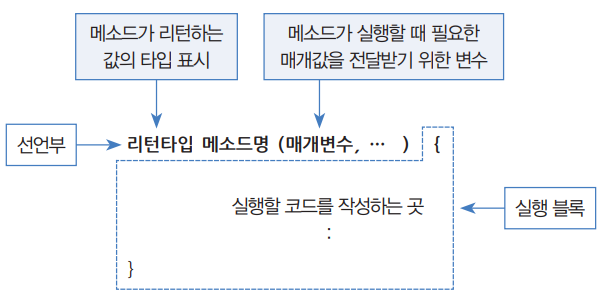 메소드가 리턴하는
값의 타입 표시
메소드가 실행할 때 필요한
매개값을 전달받기 위한 변수
선언부
리턴타입 메소드명 (매개변수, ⋯ ) {
실행할 코드를 작성하는 곳
:
실행 블록
}